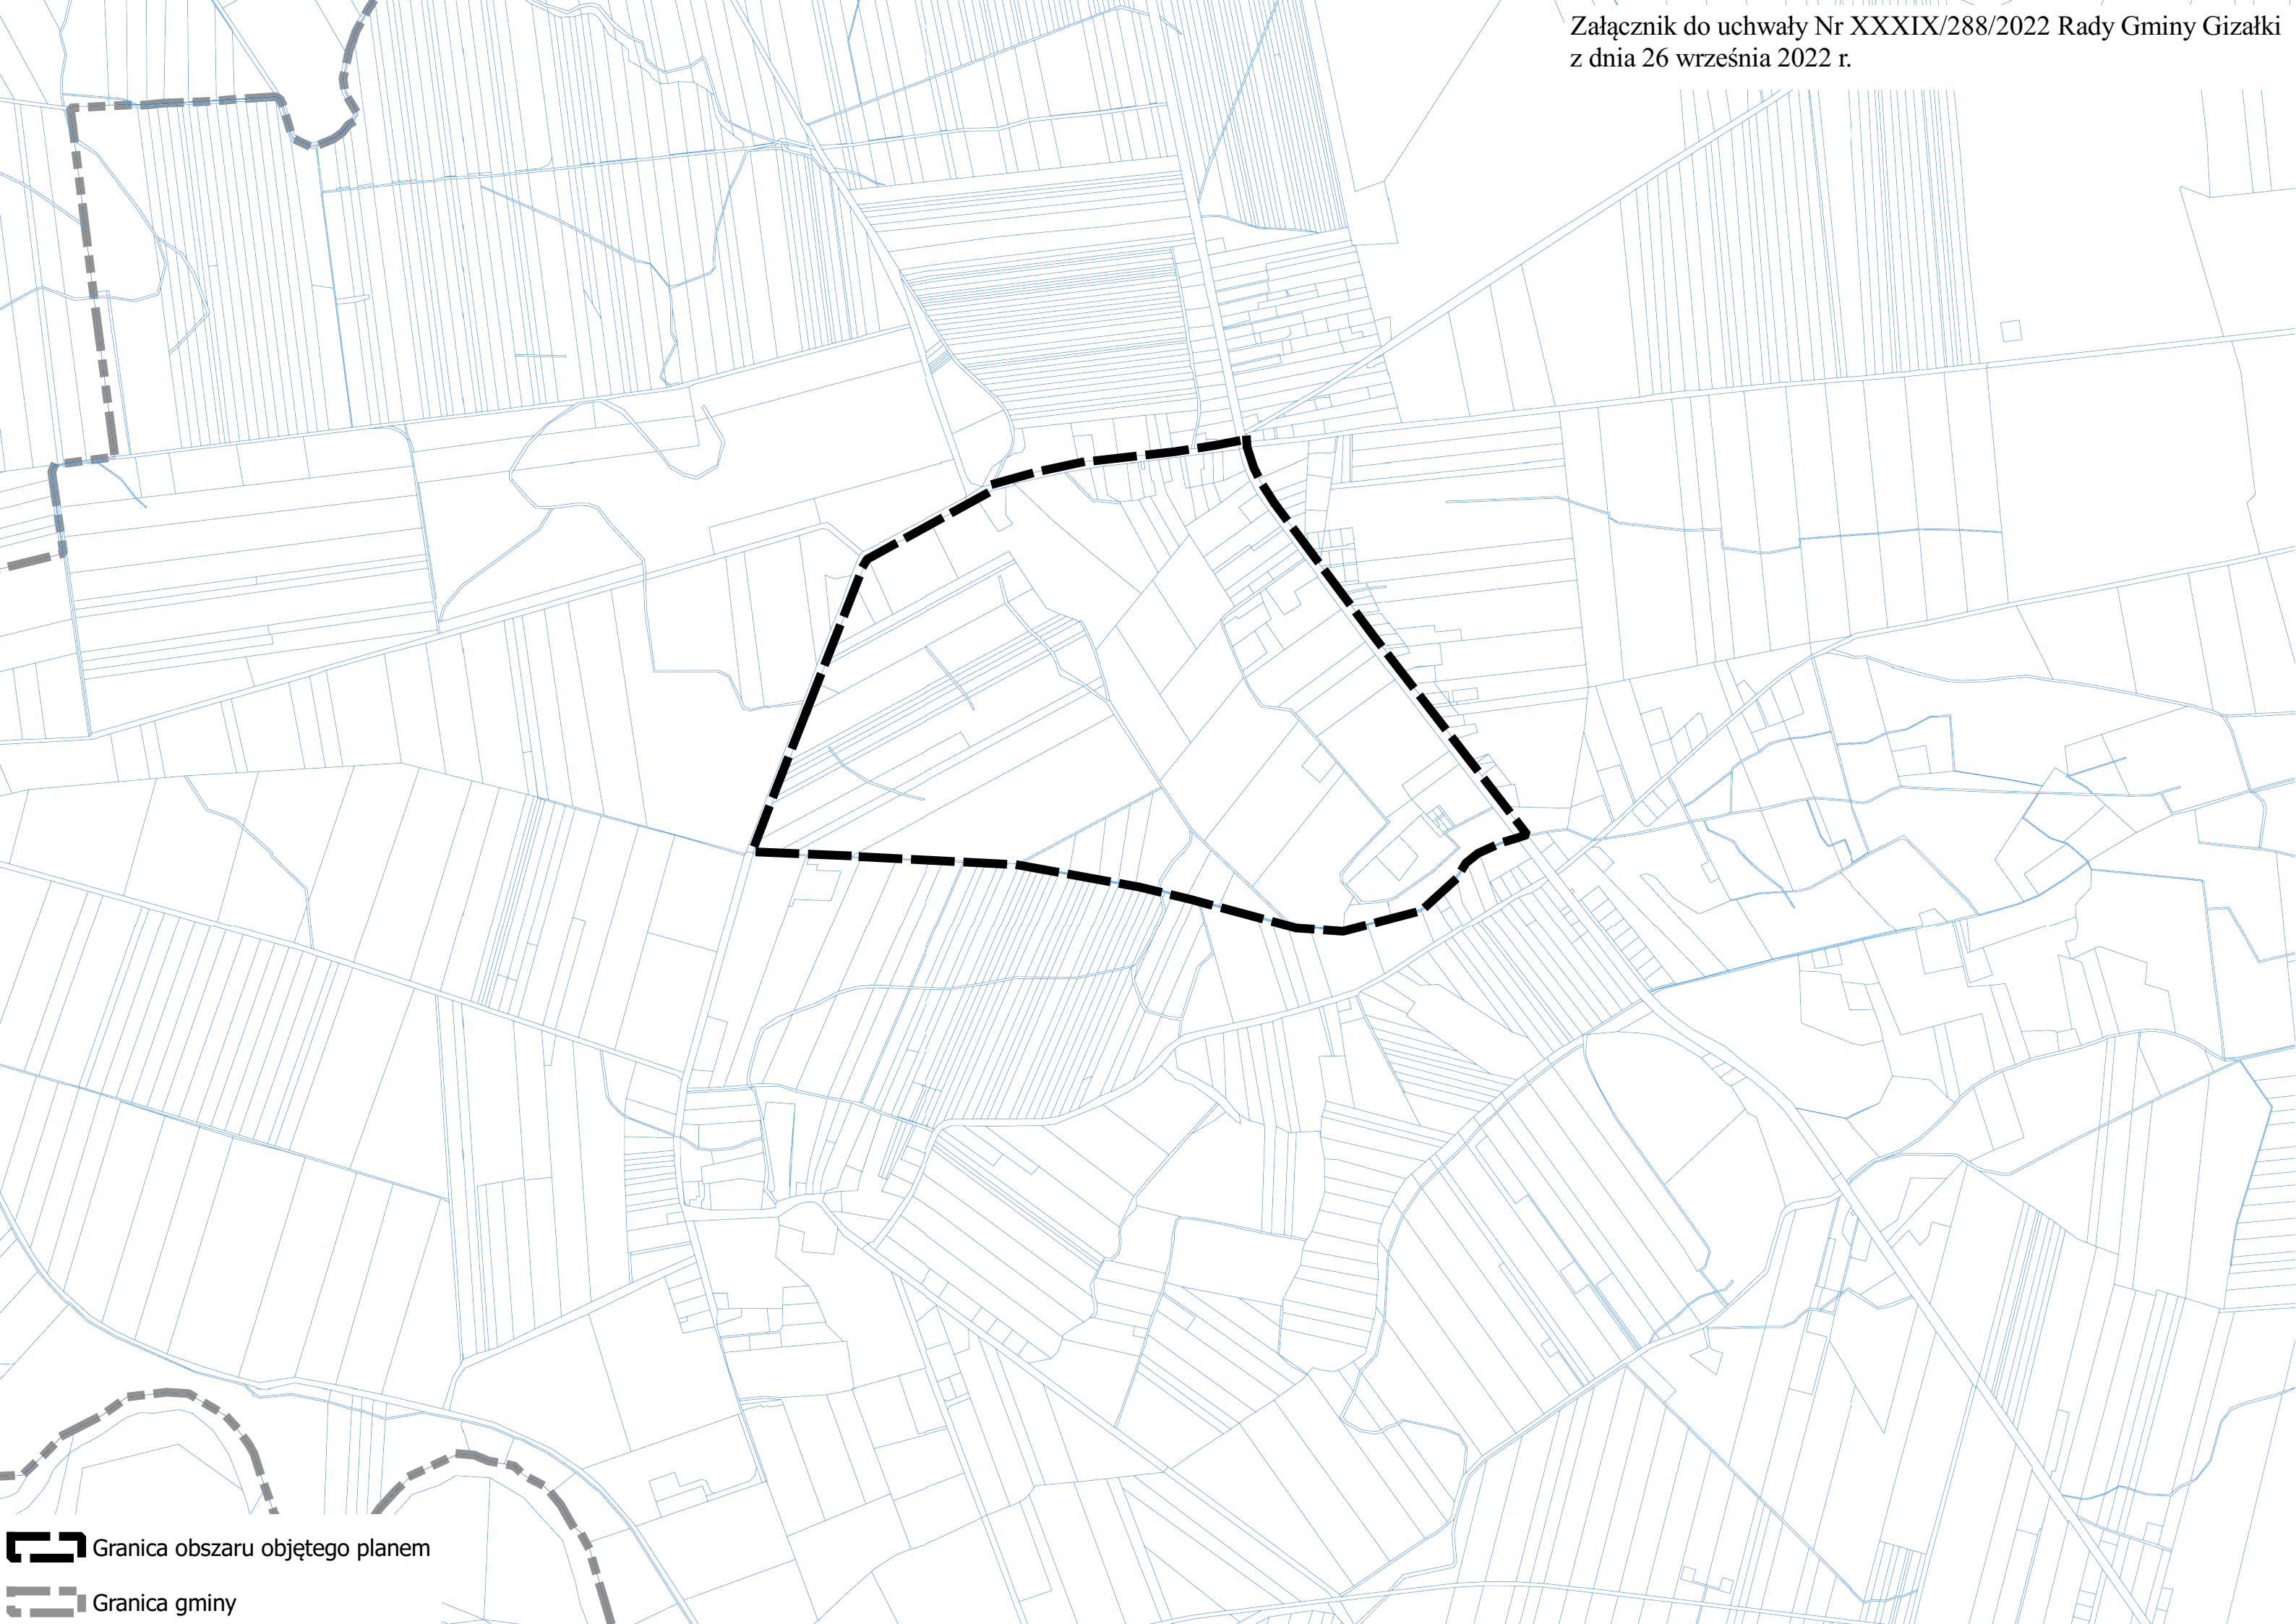 Załącznik do uchwały Nr XXXIX/288/2022 Rady Gminy Gizałki
z dnia 26 września 2022 r.
Granica obszaru objętego planem
Granica gminy